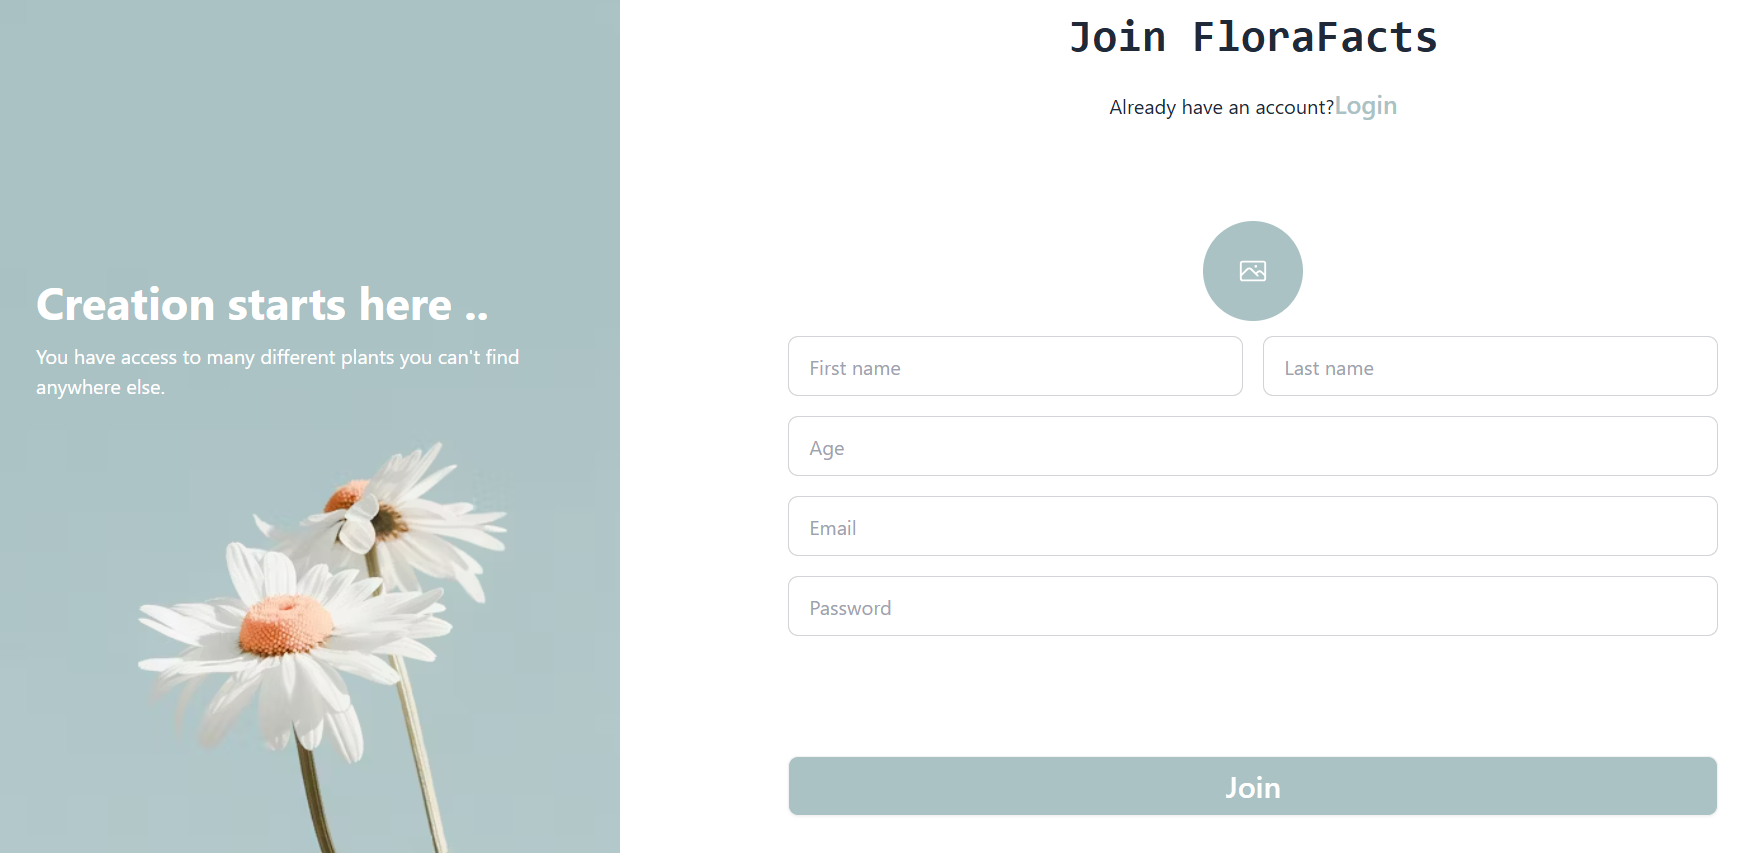 Creation starts here ..
You have access to many different plants you can't find
anywhere else.
Join FloraFacts
Already have an account?Login
First name
Last name
Age
Email
Password
Join